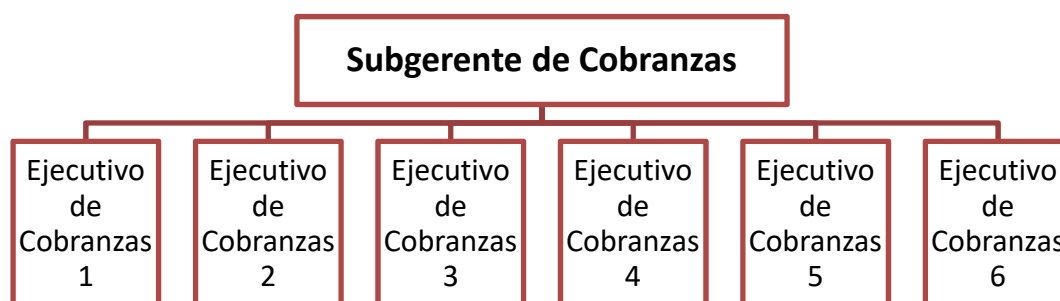 Subgerente de Cobranzas
Ejecutivo
de
Cobranzas
1
Ejecutivo
de
Cobranzas
2
Ejecutivo
de
Cobranzas
3
Ejecutivo
de
Cobranzas
4
Ejecutivo
de
Cobranzas
5
Ejecutivo
de
Cobranzas
6